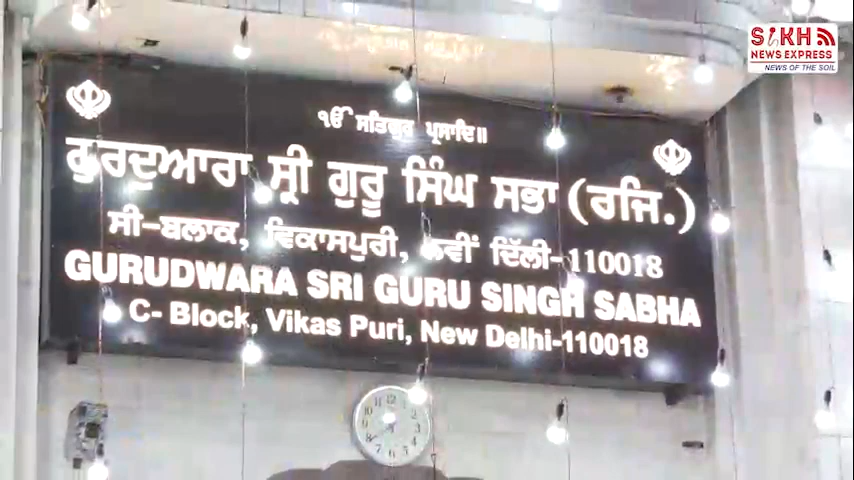 SIKH
NEWS EXPRESS
NEWS OF THE SOIL
ੴ ਸਤਿਗੁਰ ਪ੍ਰਸਾਦਿ॥
ਗੁਰਦੁਆਰਾ ਸ੍ਰੀ ਗੁਰੂ ਸਿੰਘ ਸਭਾ (ਰਜਿ.)
ਸੀ-ਬਲਾਕ, ਵਿਕਾਸਪੁਰੀ, ਨਵੀਂ ਦਿੱਲੀ-110018
GURUDWARA SRI GURU SINGH SABHA
C- Block, Vikas Puri, New Delhi-110018